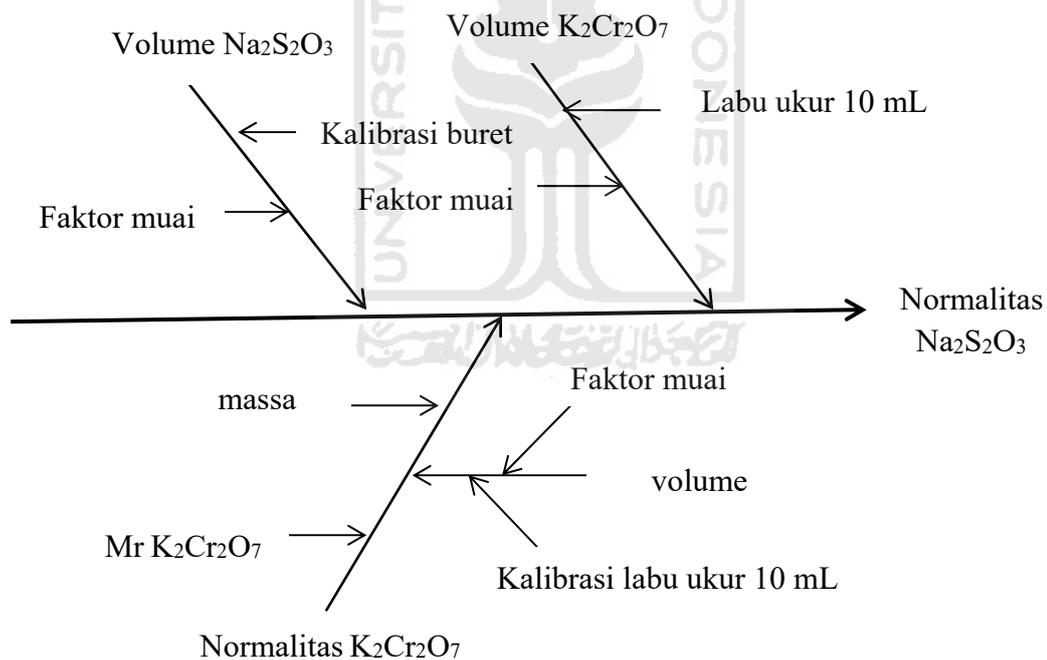 Volume K2Cr2O7
Volume Na2S2O3
Labu ukur 10 mL
Kalibrasi buret
Faktor muai
Faktor muai
Normalitas
Na2S2O3
Faktor muai
massa
volume
Mr K2Cr2O7
Kalibrasi labu ukur 10 mL
Normalitas K2Cr2O7